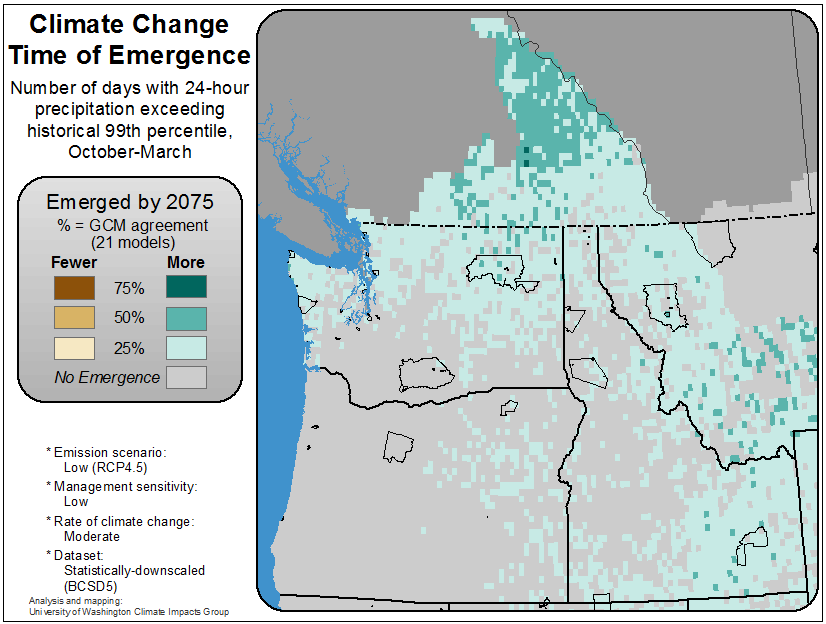 Climate Change
Time of Emergence
Number of days with 24-hour
precipitation exceeding
historical 99th percentile,
October-March
Emerged by 2075
% = GCM agreement
(21 models)
Fewer More
75%
50%
25%
No Emergence
* Emission scenario:
Low (RCP4.5)
* Management sensitivity:
Low
* Rate of climate change:
Moderate
* Dataset:
Statistically-downscaled
(BCSD5)
Analysis and mapping:
University of Washington Climate Impacts Group